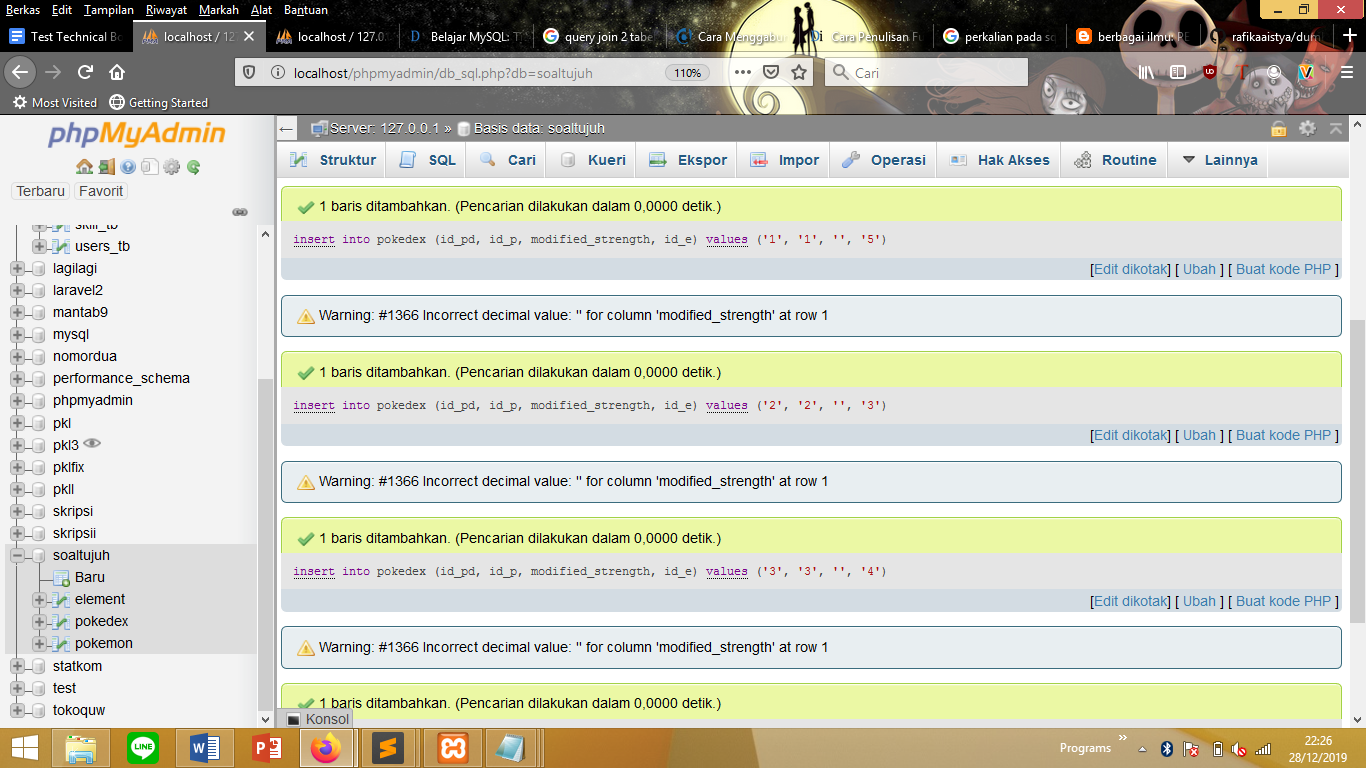 Berkas Edit Tampilan Riwayat Markah Alat Bantuan
Test Technical Bo
localhost / 12
localhost / 127.0.
Belajar MySQL: T
query join 2 tabe
Cara Menggabu
Cara Penulisan Fu
perkalian pada sq
berbagai ilmu: PE
rafikaaistya/dum
localhost/phpmyadmin/db_sql.php?db=soaltujuh
110%
Cari
Most Visited Getting Started
phpMyAdmin
Terbaru Favorit
skill_tb
users_tb
lagilagi
laravel2
mantab9
mysql
nomordua
performance_schema
phpmyadmin
pkl
pkl3
pklfix
pkll
skripsi
skripsii
soaltujuh
Baru
element
pokedex
pokemon
statkom
test
tokoquw
Server: 127.0.0.1 » Basis data: soaltujuh
Struktur SQL Cari Kueri Ekspor Impor Operasi Hak Akses Routine Lainnya
1 baris ditambahkan. (Pencarian dilakukan dalam 0,0000 detik.)
insert into pokedex (id_pd, id_p, modified_strength, id_e) values ('1', '1', '', '5')
[Edit dikotak] [ Ubah ] [ Buat kode PHP ]
Warning: #1366 Incorrect decimal value: '' for column 'modified_strength' at row 1
1 baris ditambahkan. (Pencarian dilakukan dalam 0,0000 detik.)
insert into pokedex (id_pd, id_p, modified_strength, id_e) values ('2', '2', '', '3')
[Edit dikotak] [ Ubah ] [ Buat kode PHP ]
Warning: #1366 Incorrect decimal value: '' for column 'modified_strength' at row 1
1 baris ditambahkan. (Pencarian dilakukan dalam 0,0000 detik.)
insert into pokedex (id_pd, id_p, modified_strength, id_e) values ('3', '3', '', '4')
[Edit dikotak] [ Ubah ] [ Buat kode PHP ]
Warning: #1366 Incorrect decimal value: '' for column 'modified_strength' at row 1
1 baris ditambahkan. (Pencarian dilakukan dalam 0,0000 detik.)
Konsol
Programs
22:26
28/12/2019